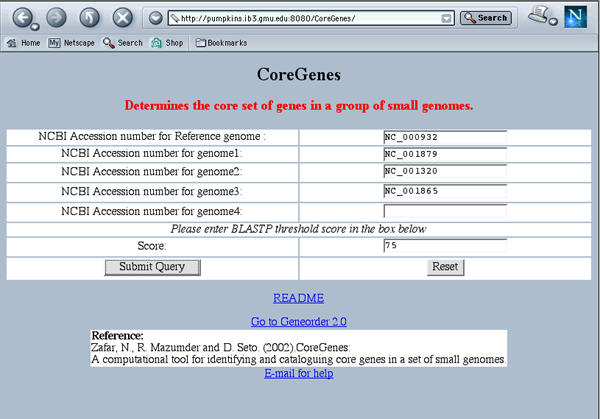 http://pumpkins.ib3.gmu.edu:8080/CoreGenes/
Search
N
Home My Netscape Search Shop Bookmarks
CoreGenes
Determines the core set of genes in a group of small genomes.
NCBI Accession number for Reference genome : NC_000932
NCBI Accession number for genome1: NC_001879
NCBI Accession number for genome2: NC_001320
NCBI Accession number for genome3: NC_001865
NCBI Accession number for genome4:
Please enter BLASTP threshold score in the box below
Score: 75
Submit Query Reset
README
Go to Geneorder 2.0
Reference:
Zafar, N., R. Mazumder and D. Seto. (2002).CoreGenes:
A computational tool for identifying and cataloguing core genes in a set of small genomes.
E-mail for help